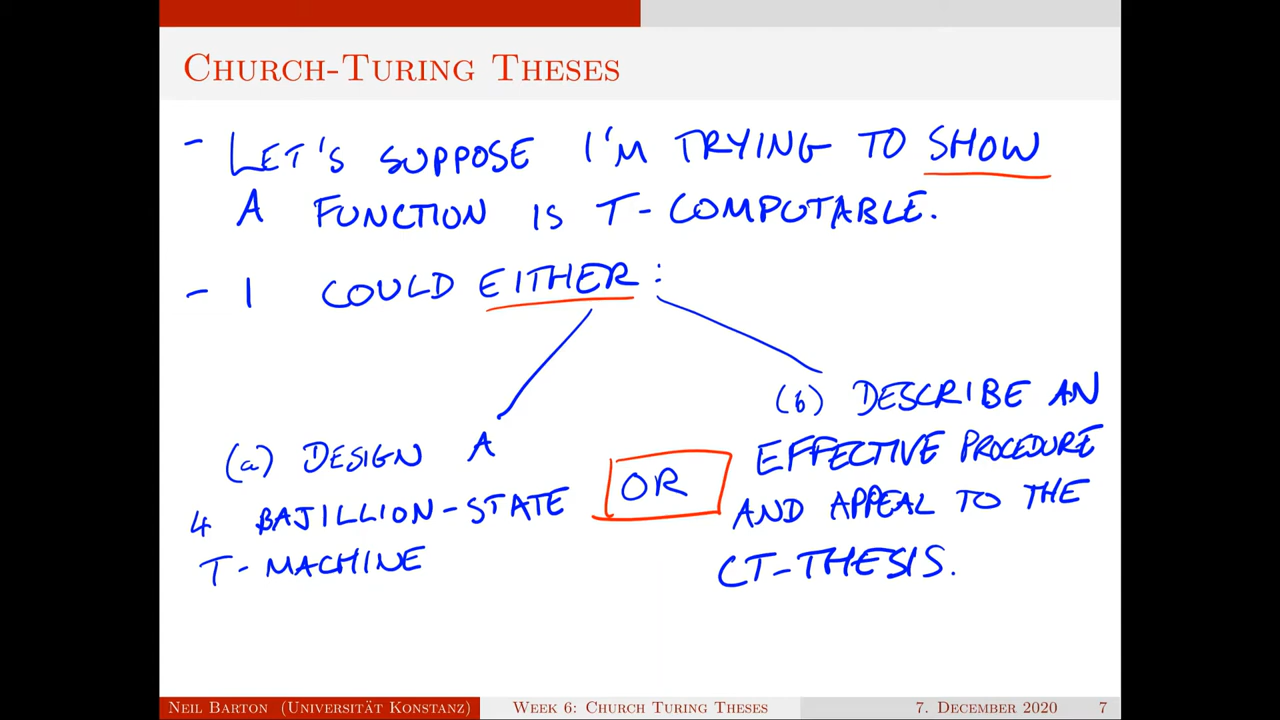 CHURCH-TURING THESES
- LET'S SUPPOSE I'M TRYING TO SHOW
A FUNCTION IS T-COMPUTABLE.
- I COULD EITHER:
(a) DESIGN A
4 BAJILLION-STATE
T-MACHINE
OR
(b) DESCRIBE AN
EFFECTIVE PROCEDURE
AND APPEAL TO THE
CT-THESIS.
NEIL BARTON (UNIVERSITÄT KONSTANZ) WEEK 6: CHURCH TURING THESES 7. DECEMBER 2020 7